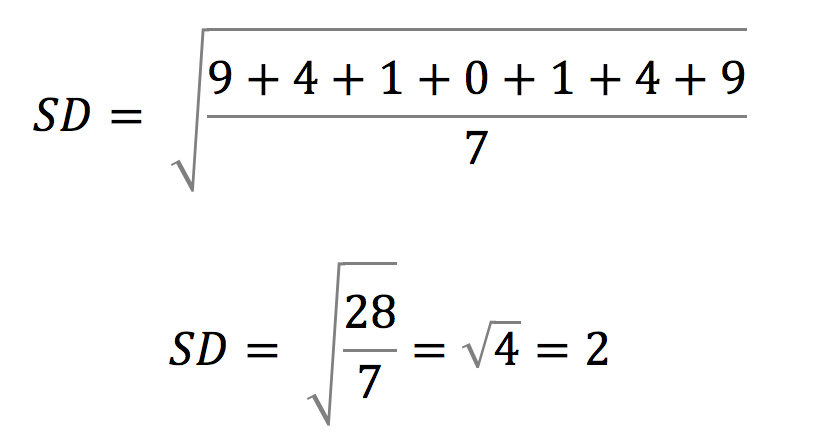 SD = √((9 + 4 + 1 + 0 + 1 + 4 + 9)/7)
SD = √(28/7) = √4 = 2